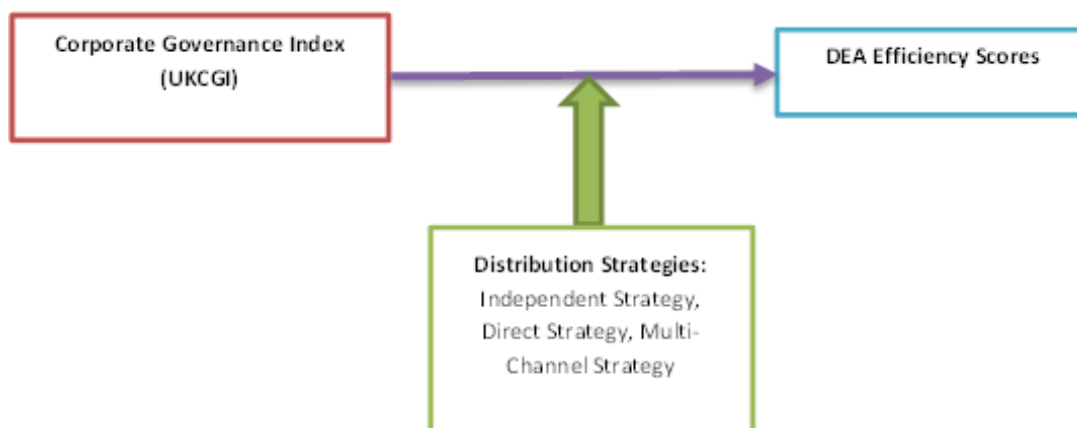 Corporate Governance Index
(UKCGI)
DEA Efficiency Scores
Distribution Strategies:
Independent Strategy,
Direct Strategy, Multi-
Channel Strategy